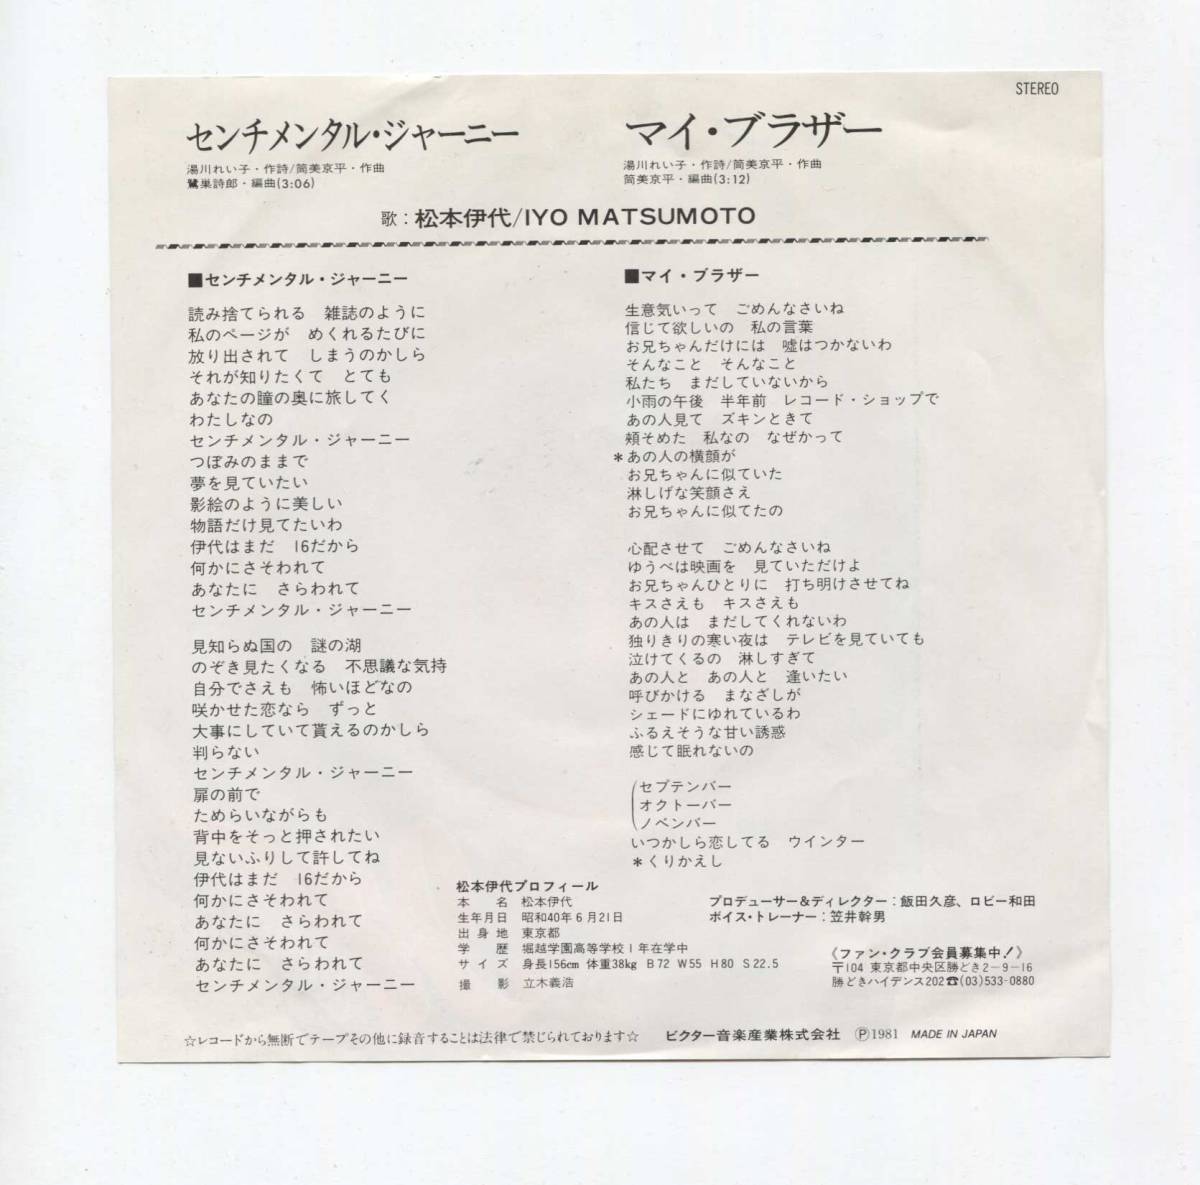 STEREO
センチメンタル・ジャーニー
湯川れい子・作詩/筒美京平・作曲
鷺巣詩郎・編曲(3:06)
マイ・ブラザー
湯川れい子・作詩/筒美京平・作曲
筒美京平・編曲(3:12)
歌：松本伊代/IYO MATSUMOTO
■センチメンタル・ジャーニー
読み捨てられる　雑誌のように
私のページが　めくれるたびに
放り出されて　しまうのかしら
それが知りたくて　とても
あなたの瞳の奥に旅してく
わたしなの
センチメンタル・ジャーニー
つぼみのままで
夢を見ていたい
影絵のように美しい
物語だけ見てたいわ
伊代はまだ　16だから
何かにさそわれて
あなたに　さらわれて
センチメンタル・ジャーニー
見知らぬ国の　謎の湖
のぞき見たくなる　不思議な気持
自分でさえも　怖いほどなの
咲かせた恋なら　ずっと
大事にしていて貰えるのかしら
判らない
センチメンタル・ジャーニー
扉の前で
ためらいながらも
背中をそっと押されたい
見ないふりして許してね
伊代はまだ　16だから
何かにさそわれて
あなたに　さらわれて
何かにさそわれて
あなたに　さらわれて
センチメンタル・ジャーニー
■マイ・ブラザー
生意気いって　ごめんなさいね
信じて欲しいの　私の言葉
お兄ちゃんだけには　嘘はつかないわ
そんなこと　そんなこと
私たち　まだしていないから
小雨の午後　半年前　レコード・ショップで
あの人見て　ズキンときて
頬そめた　私なの　なぜかって
＊あの人の横顔が
お兄ちゃんに似ていた
淋しげな笑顔さえ
お兄ちゃんに似てたの
心配させて　ごめんなさいね
ゆうべは映画を　見ていただけよ
お兄ちゃんひとりに　打ち明けさせてね
キスさえも　キスさえも
あの人は　まだしてくれないわ
独りきりの寒い夜は　テレビを見ていても
泣けてくるの　淋しすぎて
あの人と　あの人と　逢いたい
呼びかける　まなざしが
シェードにゆれているわ
ふるえそうな甘い誘惑
感じて眠れないの
(セプテンバー
オクトーバー
ノベンバー
いつかしら恋してる　ウインター
＊くりかえし
松本伊代プロフィール
本　　名　松本伊代
生年月日　昭和40年6月21日
出 身 地　東京都
学　　歴　堀越学園高等学校1年在学中
サ イ ズ　身長156cm 体重38kg B72 W55 H80 S22.5
撮　　影　立木義浩
プロデューサー&ディレクター：飯田久彦、ロビー和田
ボイス・トレーナー：笠井幹男
《ファン・クラブ会員募集中！》
〒104 東京都中央区勝どき2-9-16
勝どきハイデンス202☎(03)533-0880
☆レコードから無断でテープその他に録音することは法律で禁じられております☆
ビクター音楽産業株式会社 Ⓟ1981 MADE IN JAPAN